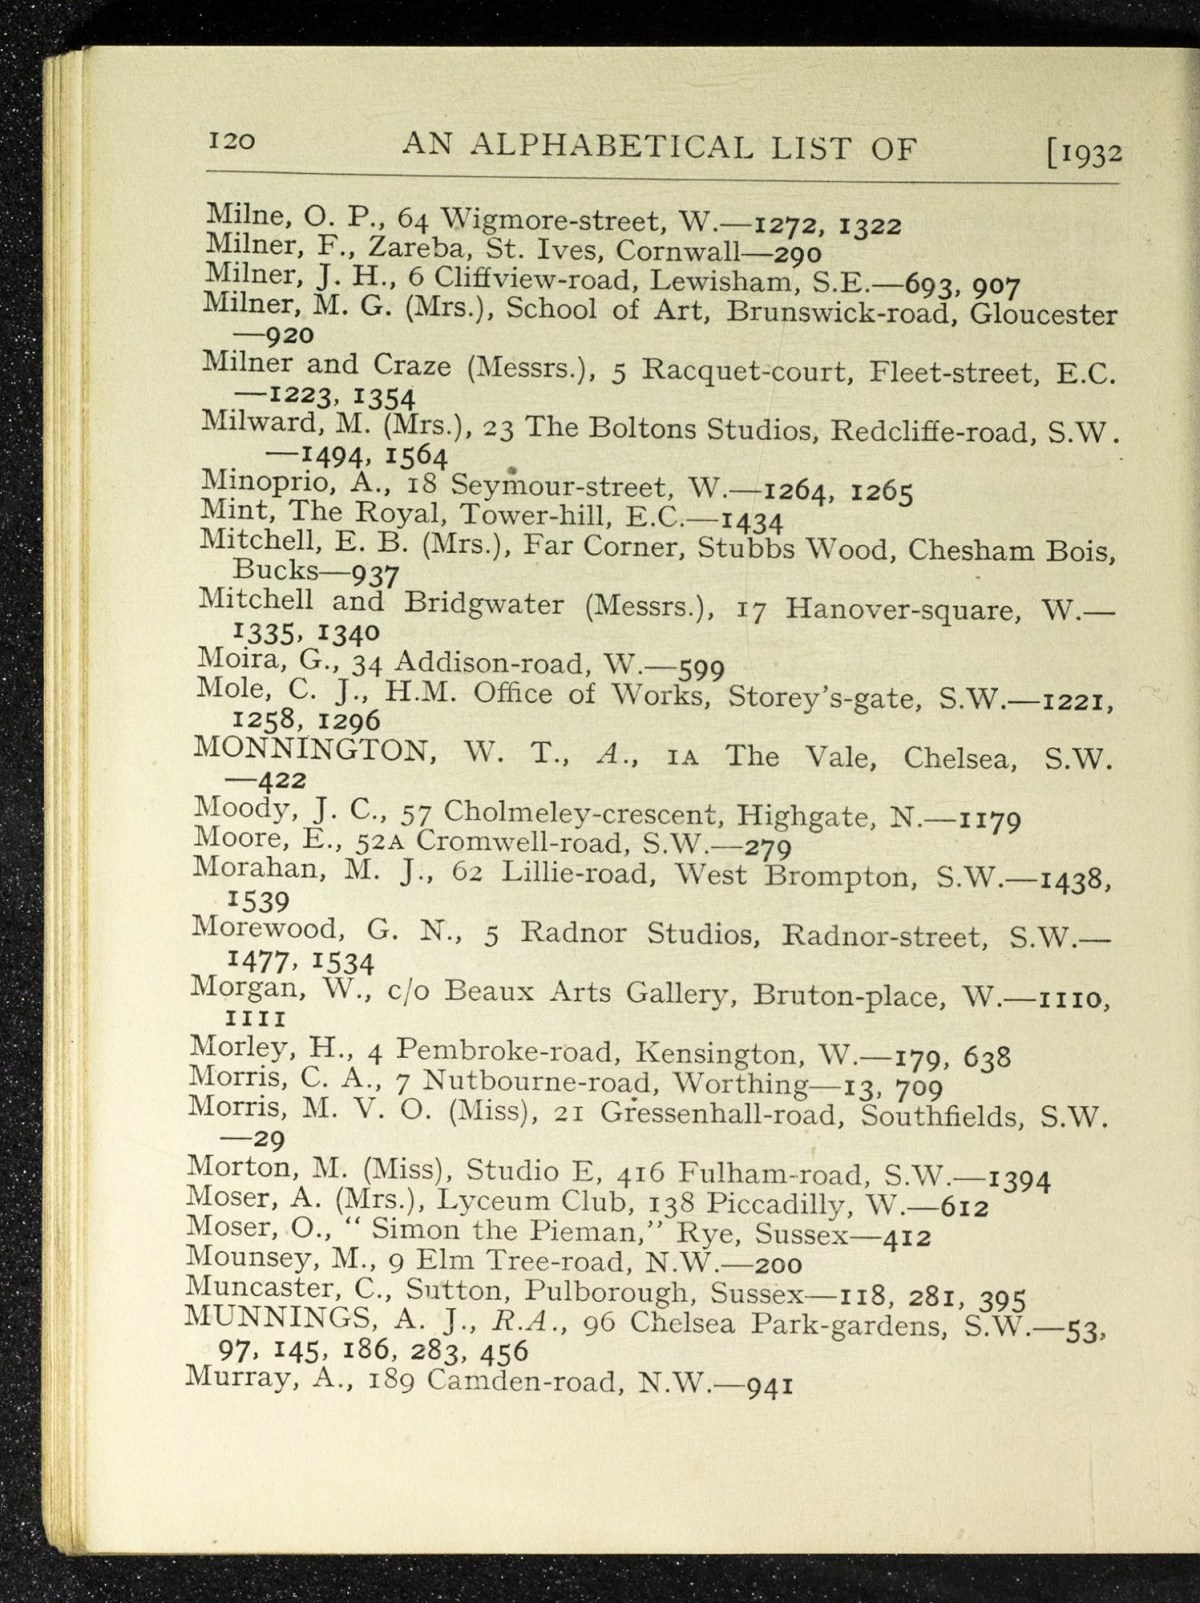 120 AN ALPHABETICAL LIST OF [1932
Milne, O. P., 64 Wigmore-street, W.—1272, 1322
Milner, F., Zareba, St. Ives, Cornwall—290
Milner, J. H., 6 Cliffview-road, Lewisham, S.E.—693, 907
Milner, M. G. (Mrs.), School of Art, Brunswick-road, Gloucester
—920
Milner and Craze (Messrs.), 5 Racquet-court, Fleet-street, E.C.
—1223, 1354
Milward, M. (Mrs.), 23 The Boltons Studios, Redcliffe-road, S.W.
—1494, 1564
Minoprio, A., 18 Seymour-street, W.—1264, 1265
Mint, The Royal, Tower-hill, E.C.—1434
Mitchell, E. B. (Mrs.), Far Corner, Stubbs Wood, Chesham Bois,
Bucks—937
Mitchell and Bridgwater (Messrs.), 17 Hanover-square, W.—
1335, 1340
Moira, G., 34 Addison-road, W.—599
Mole, C. J., H.M. Office of Works, Storey's-gate, S.W.—1221,
1258, 1296
MONNINGTON, W. T., A., 1A The Vale, Chelsea, S.W.
—422
Moody, J. C., 57 Cholmeley-crescent, Highgate, N.—1179
Moore, E., 52A Cromwell-road, S.W.—279
Morahan, M. J., 62 Lillie-road, West Brompton, S.W.—1438,
1539
Morewood, G. N., 5 Radnor Studios, Radnor-street, S.W.—
1477, 1534
Morgan, W., c/o Beaux Arts Gallery, Bruton-place, W.—1110,
1111
Morley, H., 4 Pembroke-road, Kensington, W.—179, 638
Morris, C. A., 7 Nutbourne-road, Worthing—13, 709
Morris, M. V. O. (Miss), 21 Gressenhall-road, Southfields, S.W.
—29
Morton, M. (Miss), Studio E, 416 Fulham-road, S.W.—1394
Moser, A. (Mrs.), Lyceum Club, 138 Piccadilly, W.—612
Moser, O., “ Simon the Pieman,” Rye, Sussex—412
Mounsey, M., 9 Elm Tree-road, N.W.—200
Muncaster, C., Sutton, Pulborough, Sussex—118, 281, 395
MUNNINGS, A. J., R.A., 96 Chelsea Park-gardens, S.W.—53,
97, 145, 186, 283, 456
Murray, A., 189 Camden-road, N.W.—941